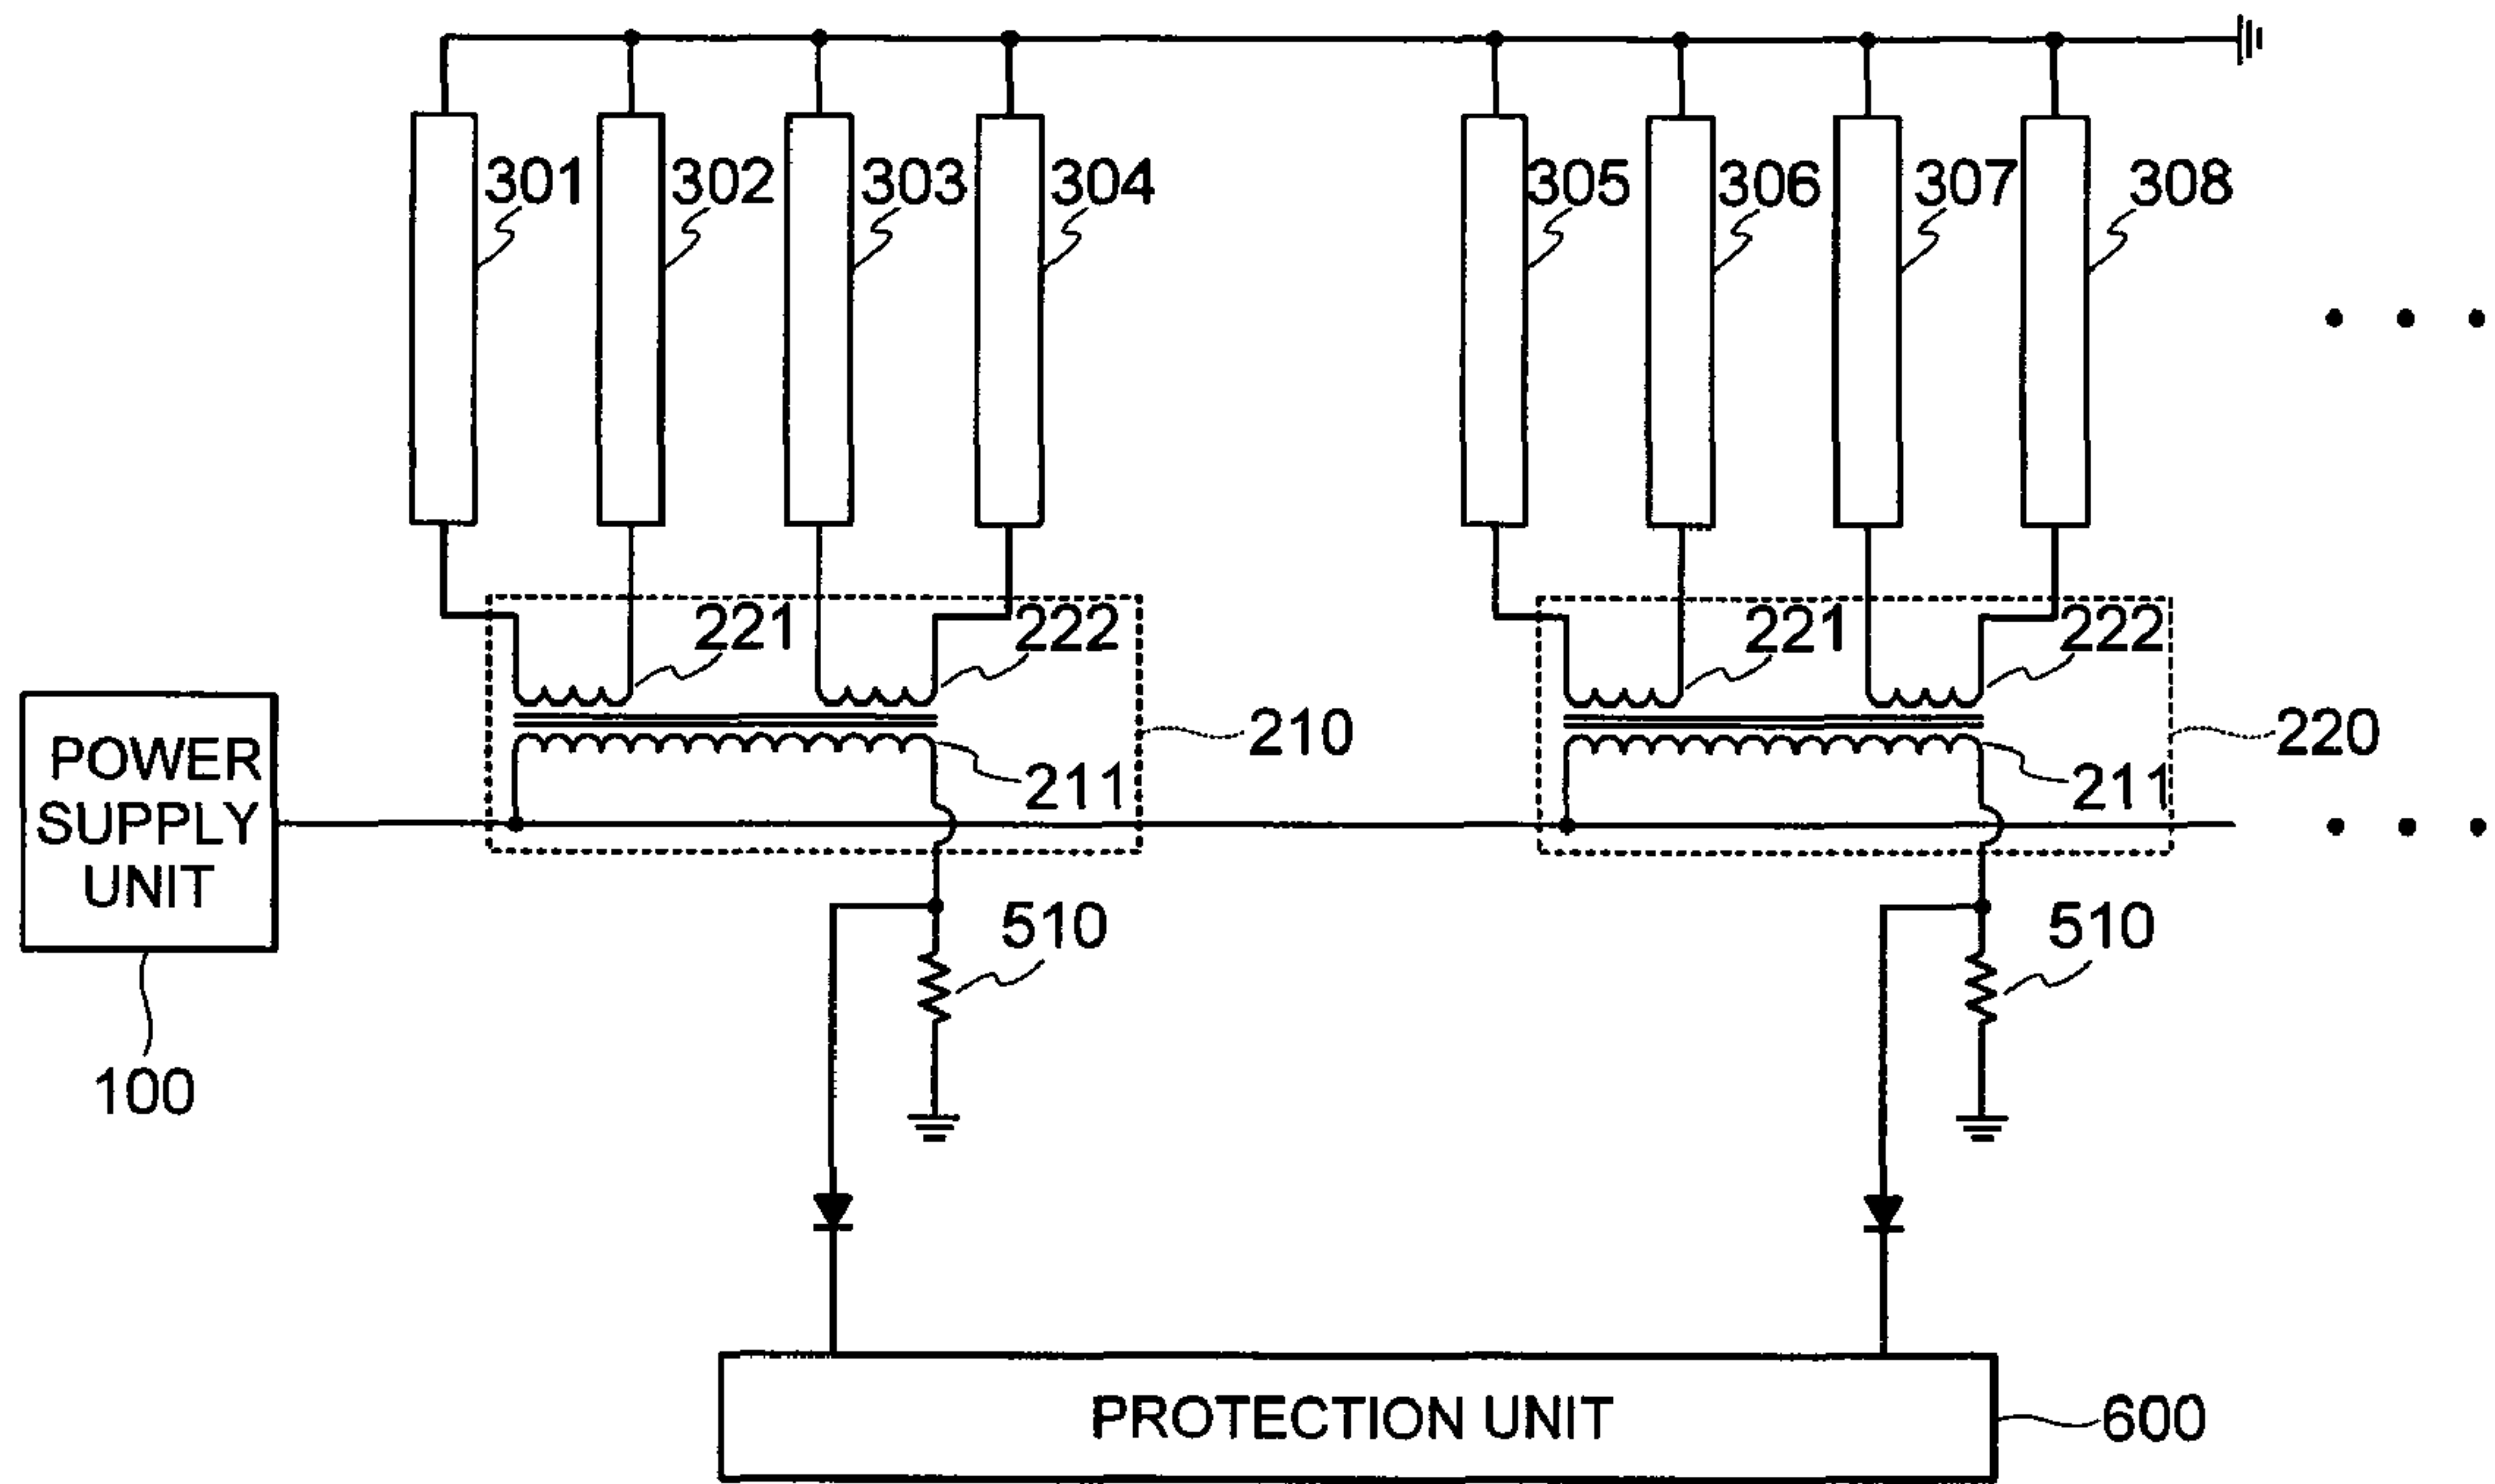 301 302 303 304 305 306 307 308
221 222 221 222
210 220
POWER
SUPPLY
UNIT
211 211
510 510
100
PROTECTION UNIT
600